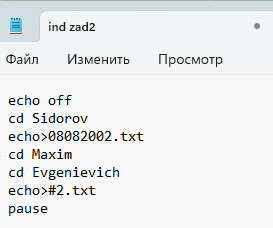 ind zad2
Файл Изменить Просмотр
echo off
cd Sidorov
echo>08082002.txt
cd Maxim
cd Evgenievich
echo>#2.txt
pause